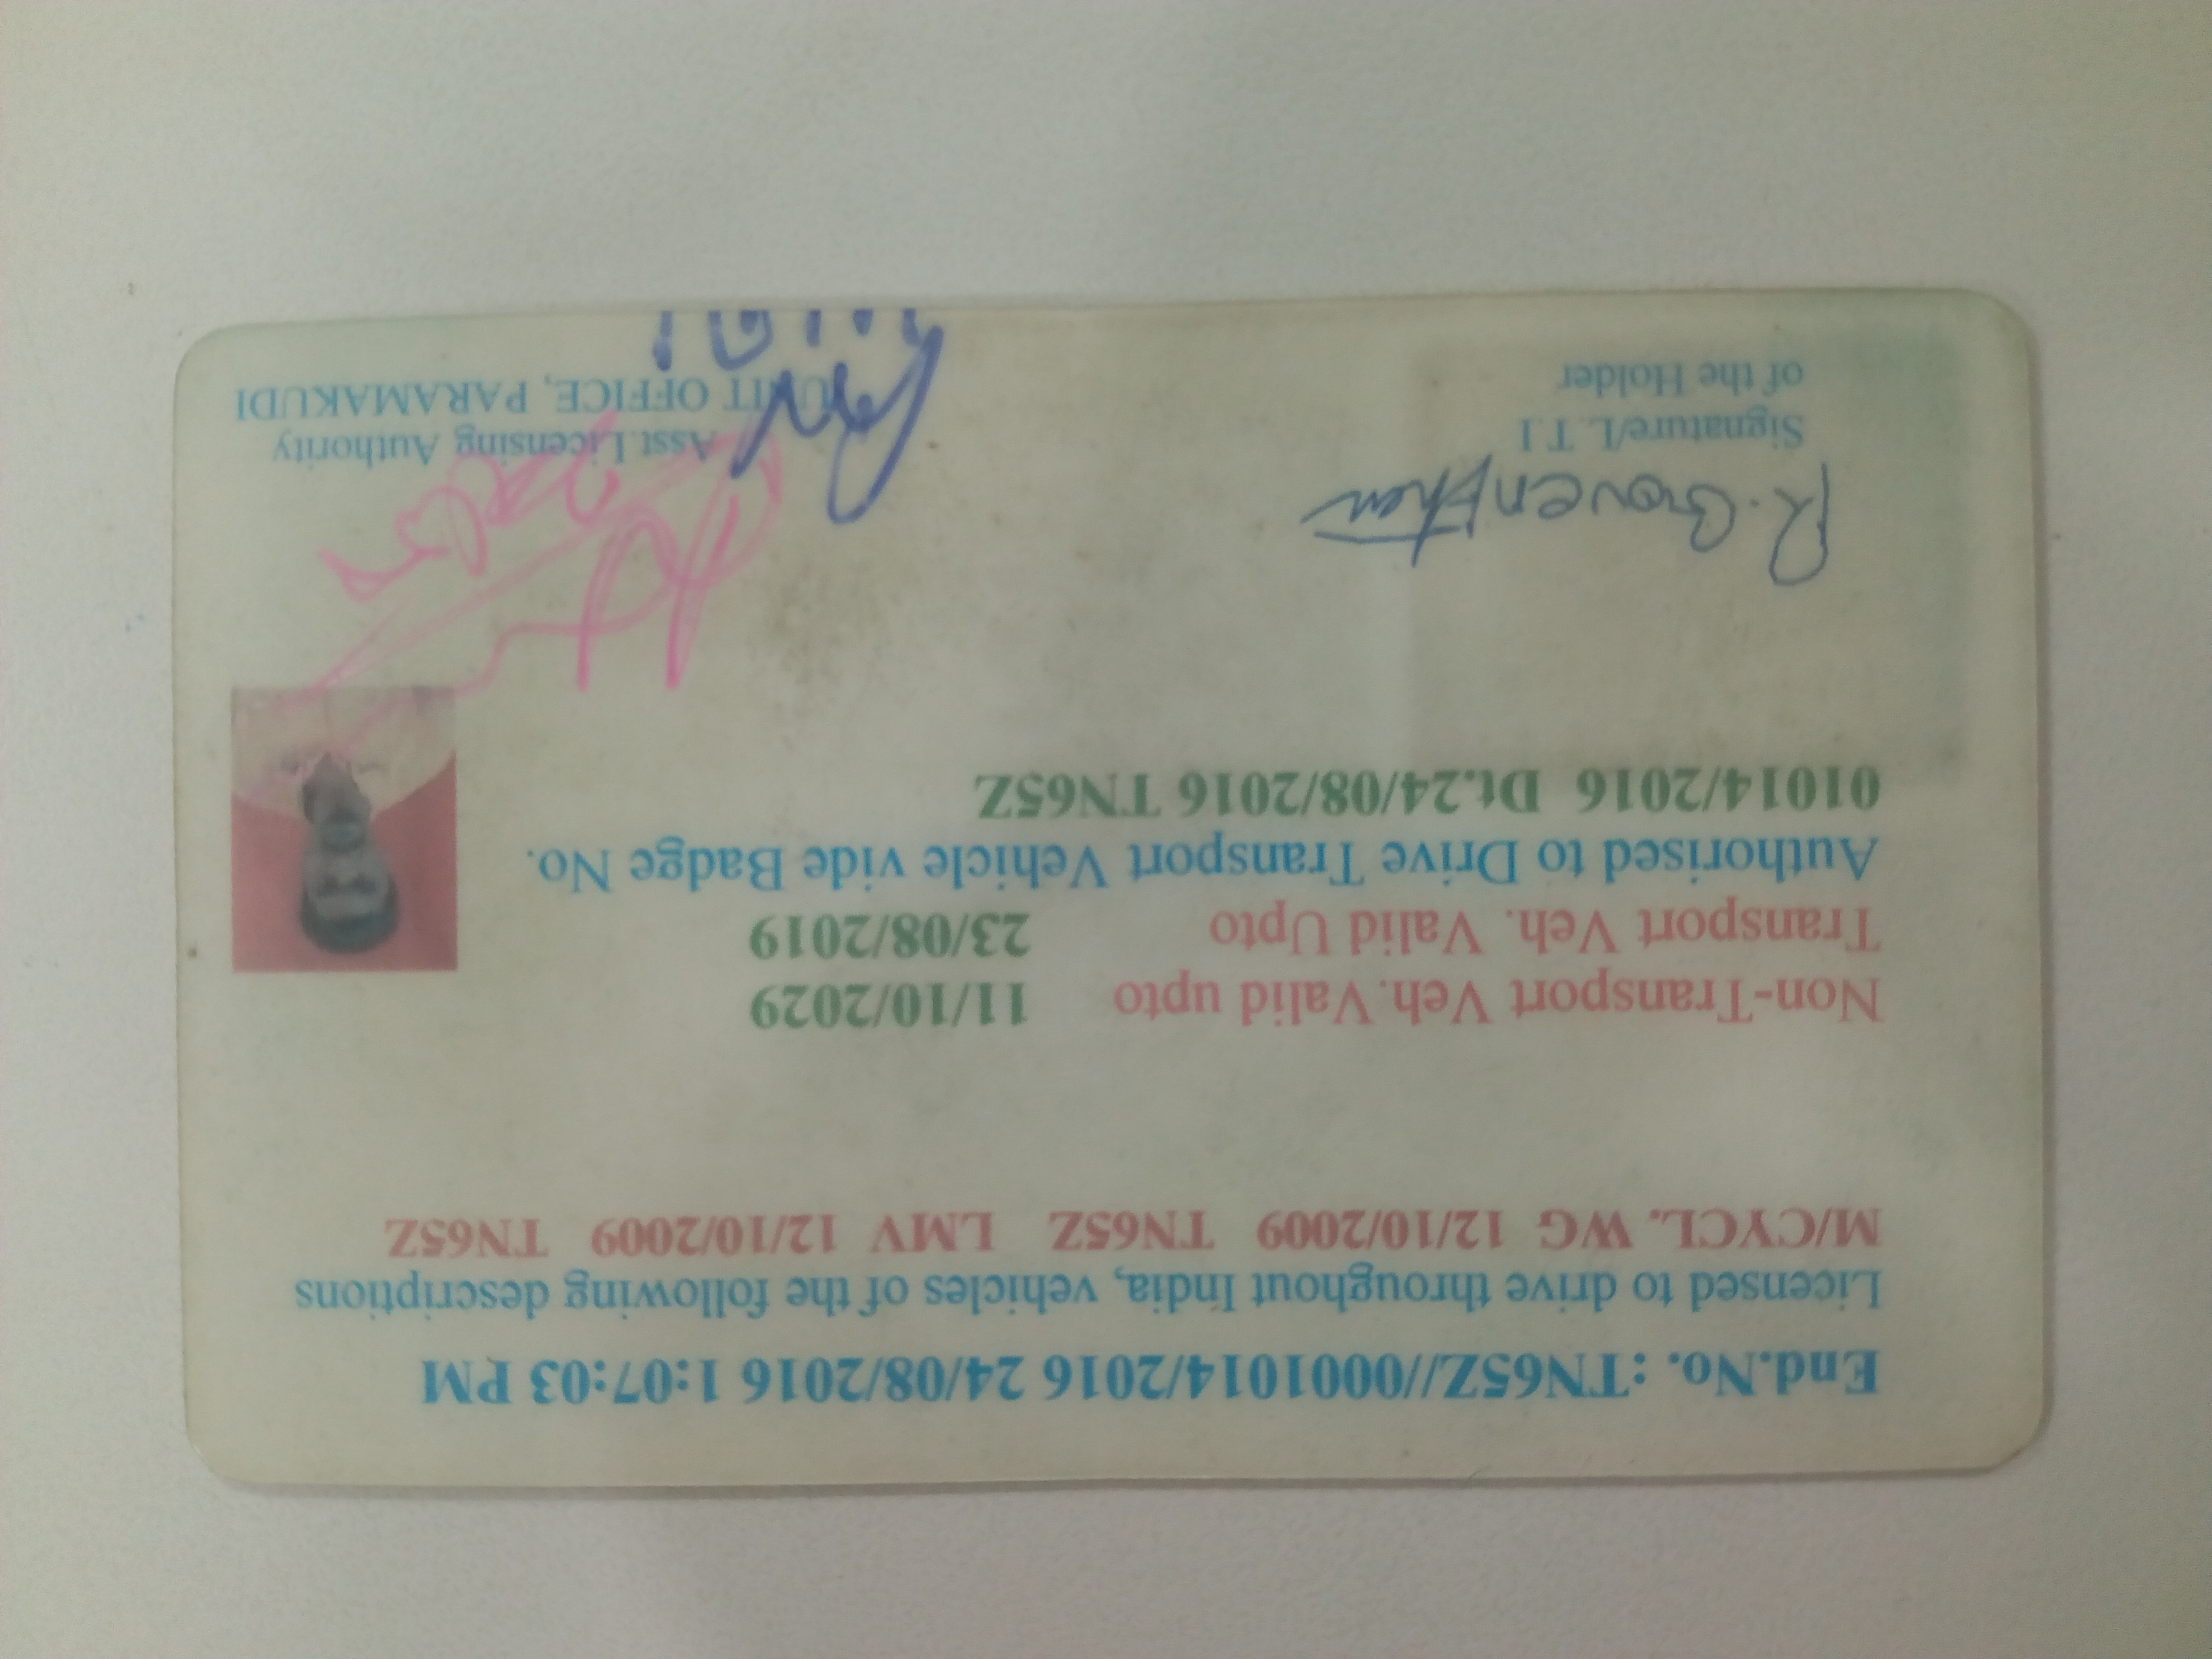 End.No. :TN65Z//0001014/2016 24/08/2016 1:07:03 PM
Licensed to drive throughout India, vehicles of the following descriptions
M/CYCL. WG 12/10/2009 TN65Z LMV 12/10/2009 TN65Z
Non-Transport Veh.Valid upto 11/10/2029
Transport Veh. Valid Upto 23/08/2019
Authorised to Drive Transport Vehicle vide Badge No.
01014/2016 Dt.24/08/2016 TN65Z
Signature/L.T I
of the Holder
Asst.Licensing Authority
UNIT OFFICE, PARAMAKUDI